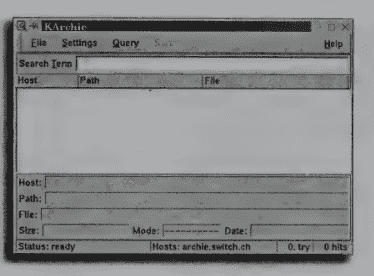 KArchie
File Settings Query Help
Search Term
Host Path File
Host:
Path:
File:
Size: Mode: ---------- Date:
Status: ready Hosts: archie.switch.ch 0. try 0 hits